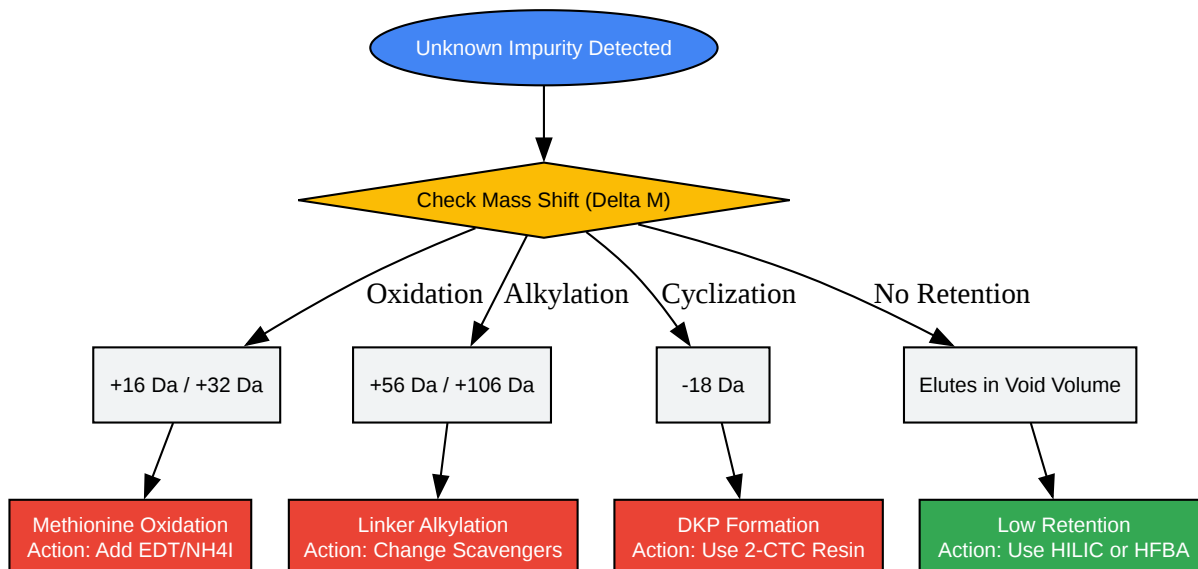 Unknown Impurity Detected
Check Mass Shift (Delta M)
Oxidation
Alkylation
Cyclization
No Retention
+16 Da / +32 Da
+56 Da / +106 Da
-18 Da
Elutes in Void Volume
Methionine Oxidation
Action: Add EDT/NH4I
Linker Alkylation
Action: Change Scavengers
DKP Formation
Action: Use 2-CTC Resin
Low Retention
Action: Use HILIC or HFBA